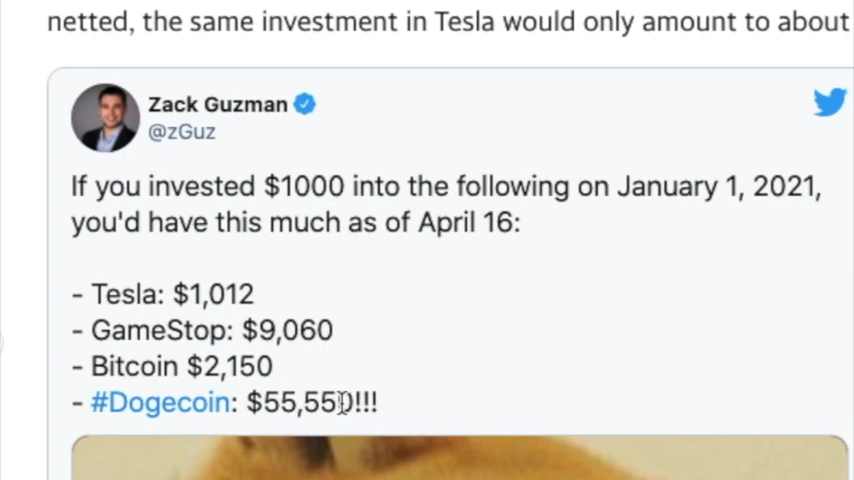 netted, the same investment in Tesla would only amount to about
Zack Guzman
@zGuz
If you invested $1000 into the following on January 1, 2021,
you'd have this much as of April 16:
- Tesla: $1,012
- GameStop: $9,060
- Bitcoin $2,150
- #Dogecoin: $55,550!!!